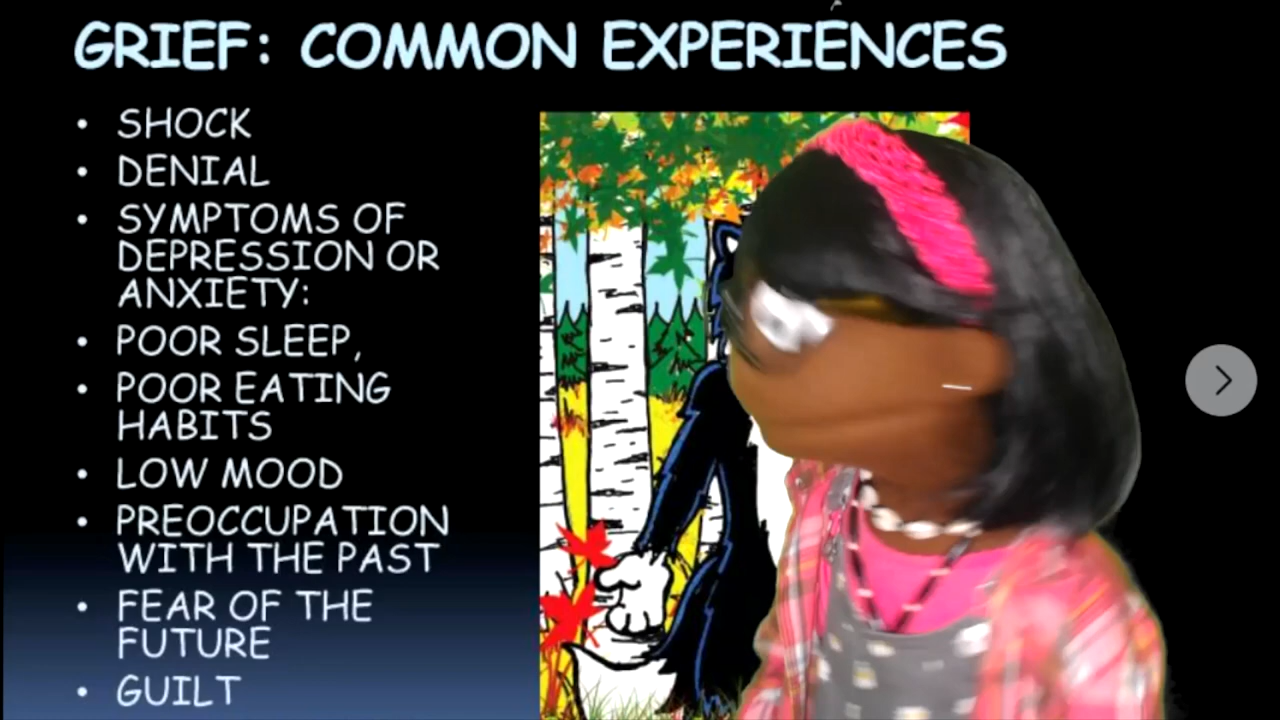 GRIEF: COMMON EXPERIENCES
• SHOCK
• DENIAL
• SYMPTOMS OF
DEPRESSION OR
ANXIETY:
• POOR SLEEP,
• POOR EATING
HABITS
• LOW MOOD
• PREOCCUPATION
WITH THE PAST
• FEAR OF THE
FUTURE
• GUILT